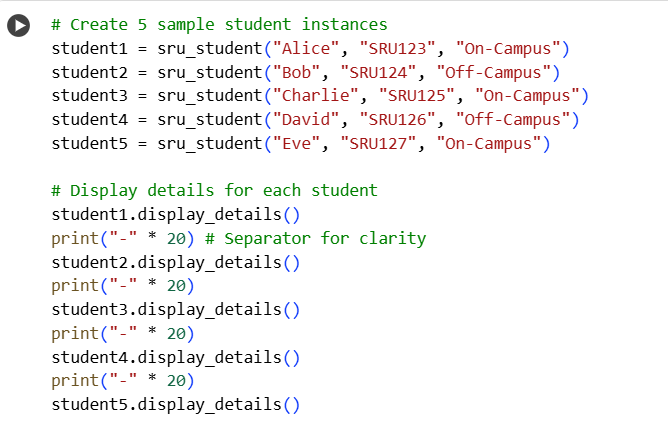 # Create 5 sample student instances
student1 = sru_student("Alice", "SRU123", "On-Campus")
student2 = sru_student("Bob", "SRU124", "Off-Campus")
student3 = sru_student("Charlie", "SRU125", "On-Campus")
student4 = sru_student("David", "SRU126", "Off-Campus")
student5 = sru_student("Eve", "SRU127", "On-Campus")

# Display details for each student
student1.display_details()
print("-" * 20) # Separator for clarity
student2.display_details()
print("-" * 20)
student3.display_details()
print("-" * 20)
student4.display_details()
print("-" * 20)
student5.display_details()